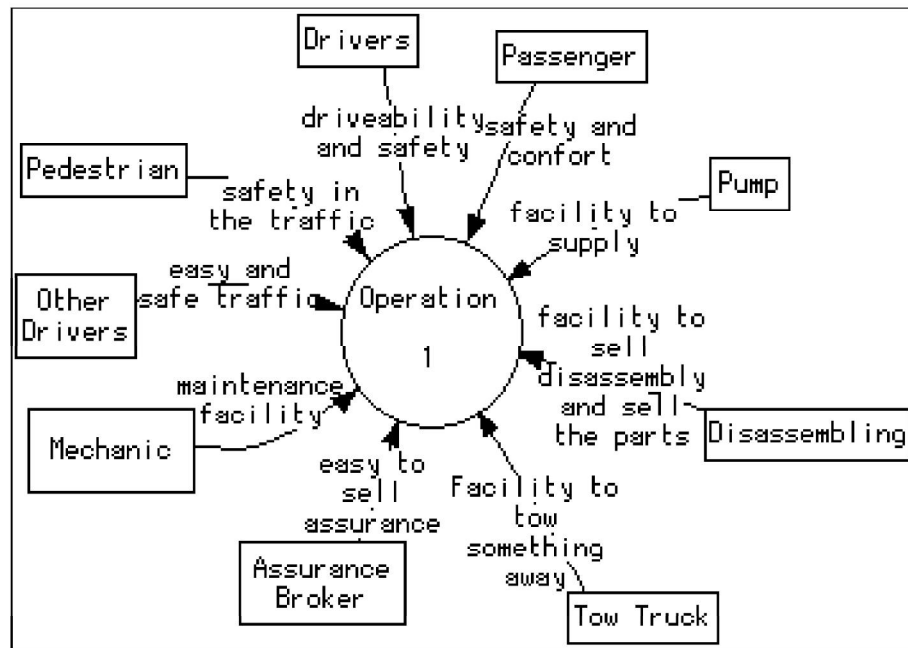 Drivers
Passenger
driveability
and safety
safety and
confort
Pedestrian
safety in
the traffic
Pump
facility to
supply
easy and
safe traffic
Other
Drivers
Operation
1
facility to
sell
disassembly
and sell
the parts
Disassembling
maintenance
facility
Mechanic
easy to
sell
assurance
Assurance
Broker
Facility to
tow
something
away
Tow Truck